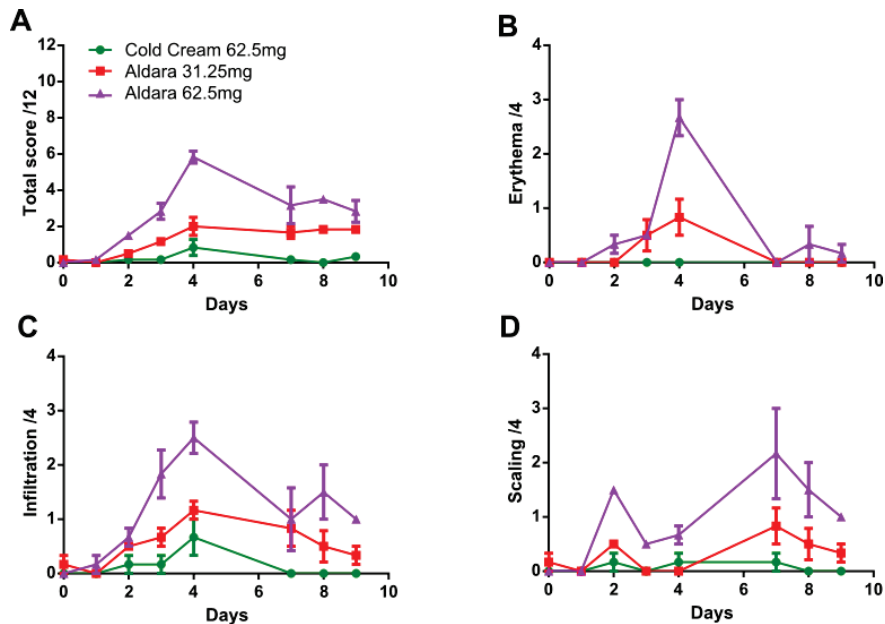 A
Cold Cream 62.5mg
Aldara 31.25mg
Aldara 62.5mg
Total score /12
12
10
8
6
4
2
0
0 2 4 6 8 10
Days
B
Erythema /4
4
3
2
1
0
0 2 4 6 8 10
Days
C
Infiltration /4
4
3
2
1
0
0 2 4 6 8 10
Days
D
Scaling /4
4
3
2
1
0
0 2 4 6 8 10
Days